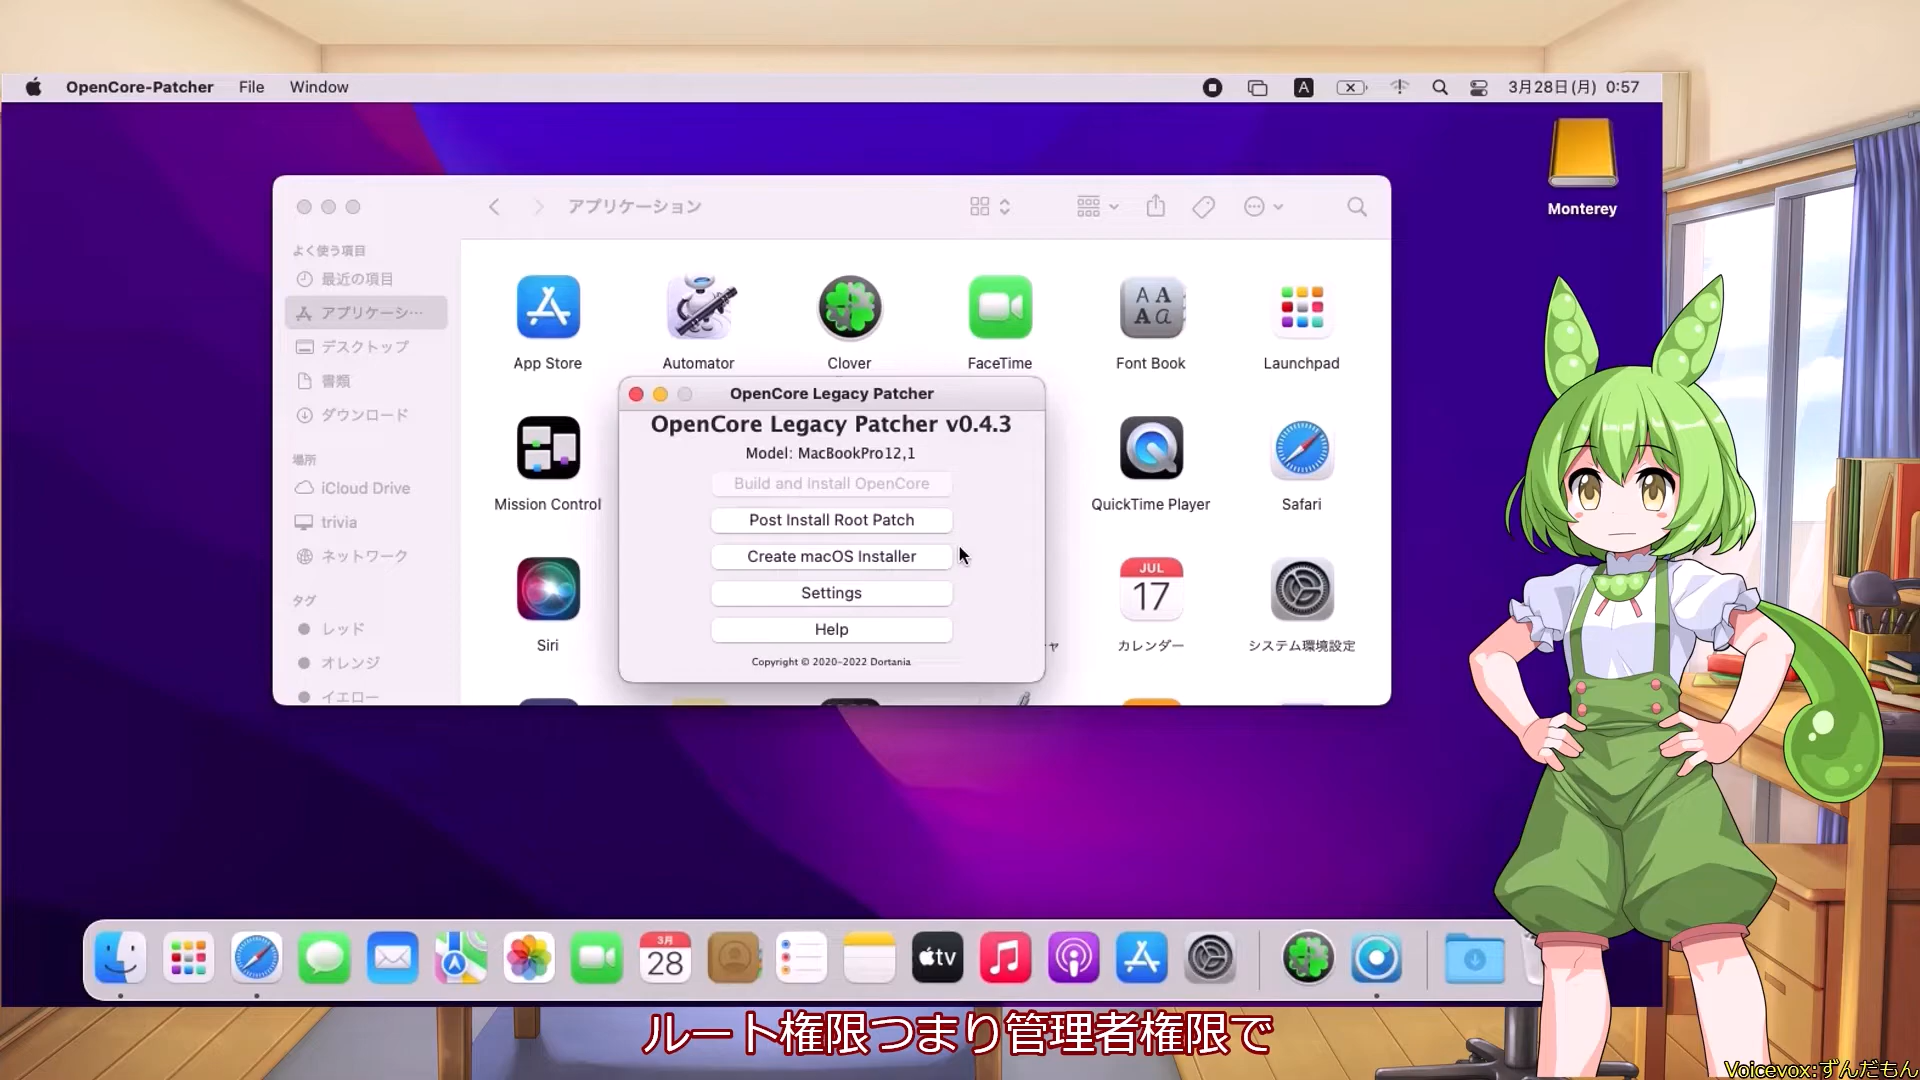 OpenCore-Patcher File Window
A
3月28日(月) 0:57
Monterey
アプリケーション
よく使う項目
最近の項目
アプリケーシ…
デスクトップ
書類
ダウンロード
場所
iCloud Drive
trivia
ネットワーク
タグ
レッド
オレンジ
イエロー
App Store
Automator
Clover
FaceTime
Font Book
Launchpad
Mission Control
QuickTime Player
Safari
Siri
JUL
17
カレンダー
システム環境設定
OpenCore Legacy Patcher
OpenCore Legacy Patcher v0.4.3
Model: MacBookPro12,1
Build and Install OpenCore
Post Install Root Patch
Create macOS Installer
Settings
Help
Copyright © 2020-2022 Dortania
3月
28
tv
ルート権限つまり管理者権限で
Voicevox:ずんだもん